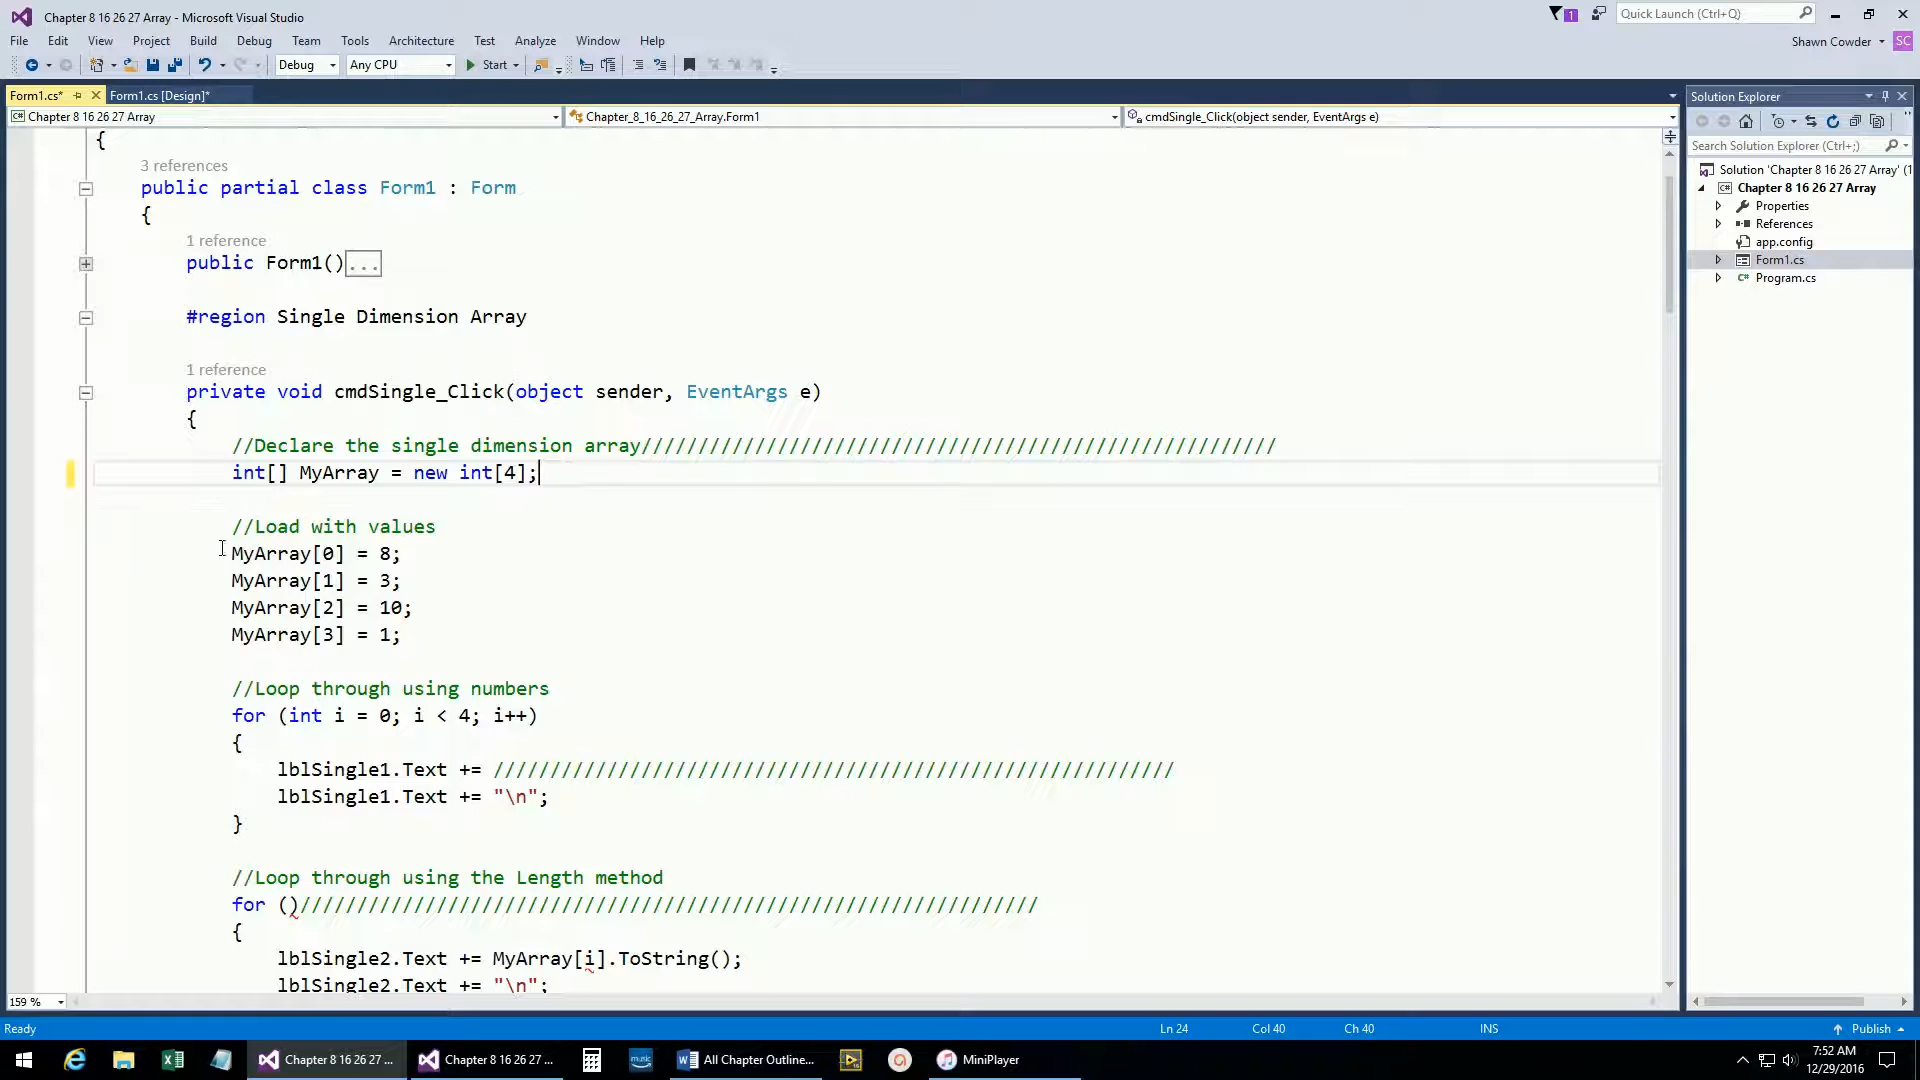 Chapter 8 16 26 27 Array - Microsoft Visual Studio
1
Quick Launch (Ctrl+Q)
File Edit View Project Build Debug Team Tools Architecture Test Analyze Window Help
Shawn Cowder
SC
Debug Any CPU Start
Form1.cs* Form1.cs [Design]*
Chapter 8 16 26 27 Array Chapter_8_16_26_27_Array.Form1 cmdSingle_Click(object sender, EventArgs e)
{
3 references
public partial class Form1 : Form
{
1 reference
public Form1()...
#region Single Dimension Array
1 reference
private void cmdSingle_Click(object sender, EventArgs e)
{
//Declare the single dimension array////////////////////////////////////////////////////////
int[] MyArray = new int[4];
//Load with values
MyArray[0] = 8;
MyArray[1] = 3;
MyArray[2] = 10;
MyArray[3] = 1;
//Loop through using numbers
for (int i = 0; i < 4; i++)
{
lblSingle1.Text += ////////////////////////////////////////////////////////////
lblSingle1.Text += "\n";
}
//Loop through using the Length method
for ()/////////////////////////////////////////////////////////////////
{
lblSingle2.Text += MyArray[i].ToString();
lblSingle2.Text += "\n";
159 %
Solution Explorer
Search Solution Explorer (Ctrl+;)
Solution 'Chapter 8 16 26 27 Array' (1
Chapter 8 16 26 27 Array
Properties
References
app.config
Form1.cs
Program.cs
Ready Ln 24 Col 40 Ch 40 INS Publish
Chapter 8 16 26 27 ... Chapter 8 16 26 27 ... music All Chapter Outline... MiniPlayer
7:52 AM
12/29/2016